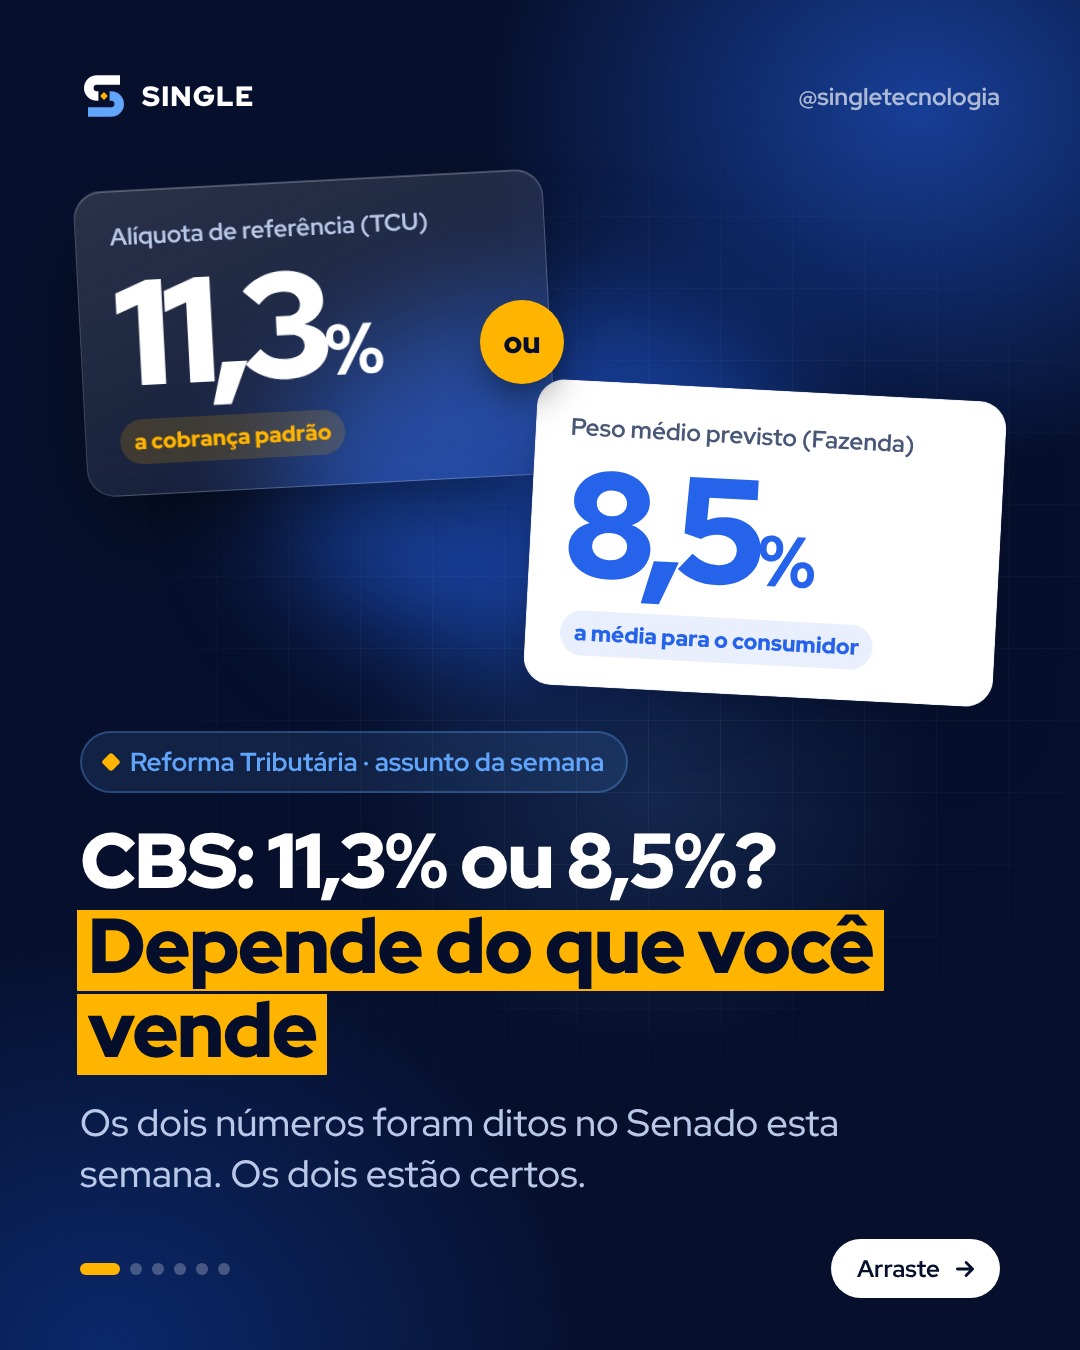 SINGLE
@singletecnologia
Alíquota de referência (TCU)
11,3%
a cobrança padrão
ou
Peso médio previsto (Fazenda)
8,5%
a média para o consumidor
Reforma Tributária · assunto da semana
CBS: 11,3% ou 8,5%?
Depende do que você
vende
Os dois números foram ditos no Senado esta
semana. Os dois estão certos.
Arraste →